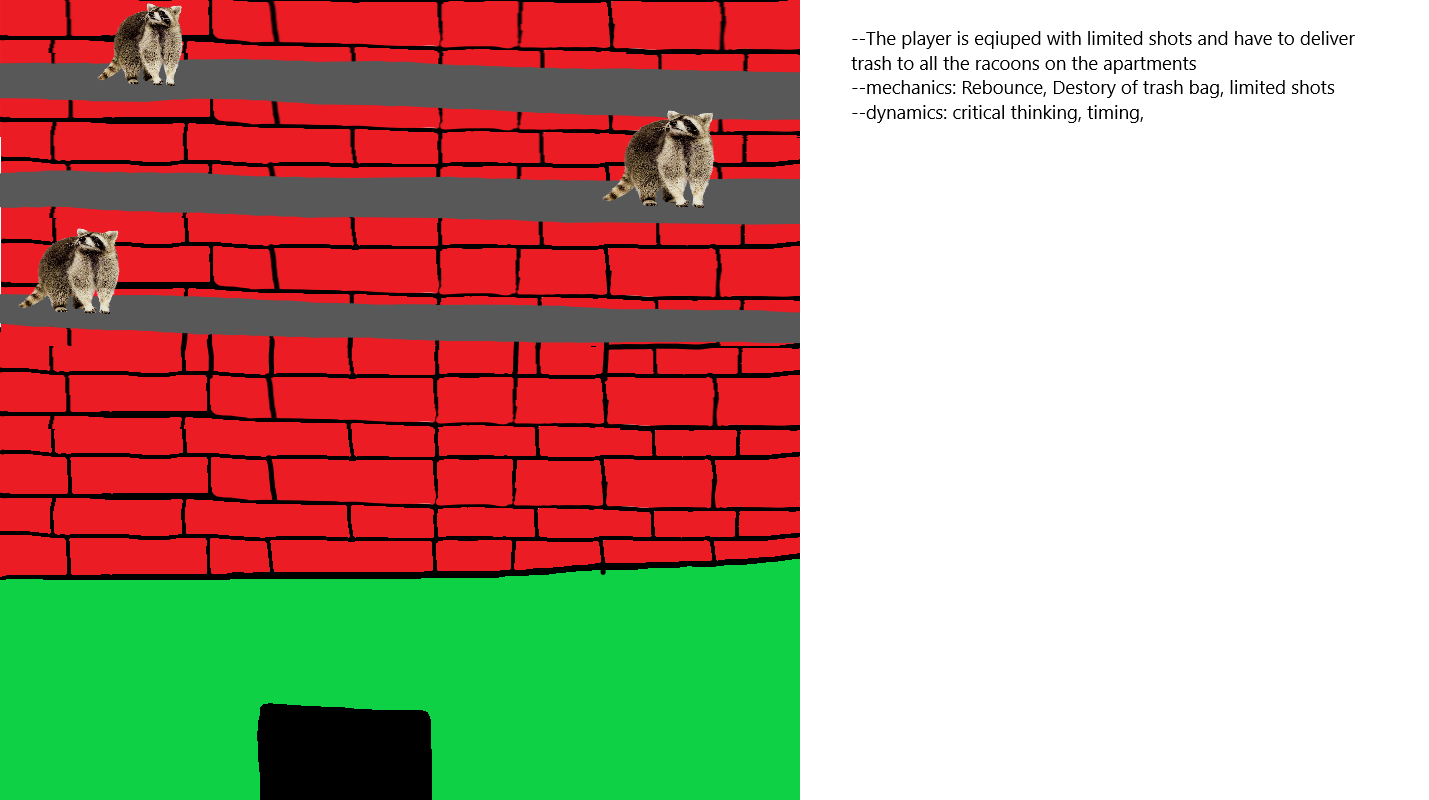 --The player is eqiuped with limited shots and have to deliver
trash to all the racoons on the apartments
--mechanics: Rebounce, Destory of trash bag, limited shots
--dynamics: critical thinking, timing,